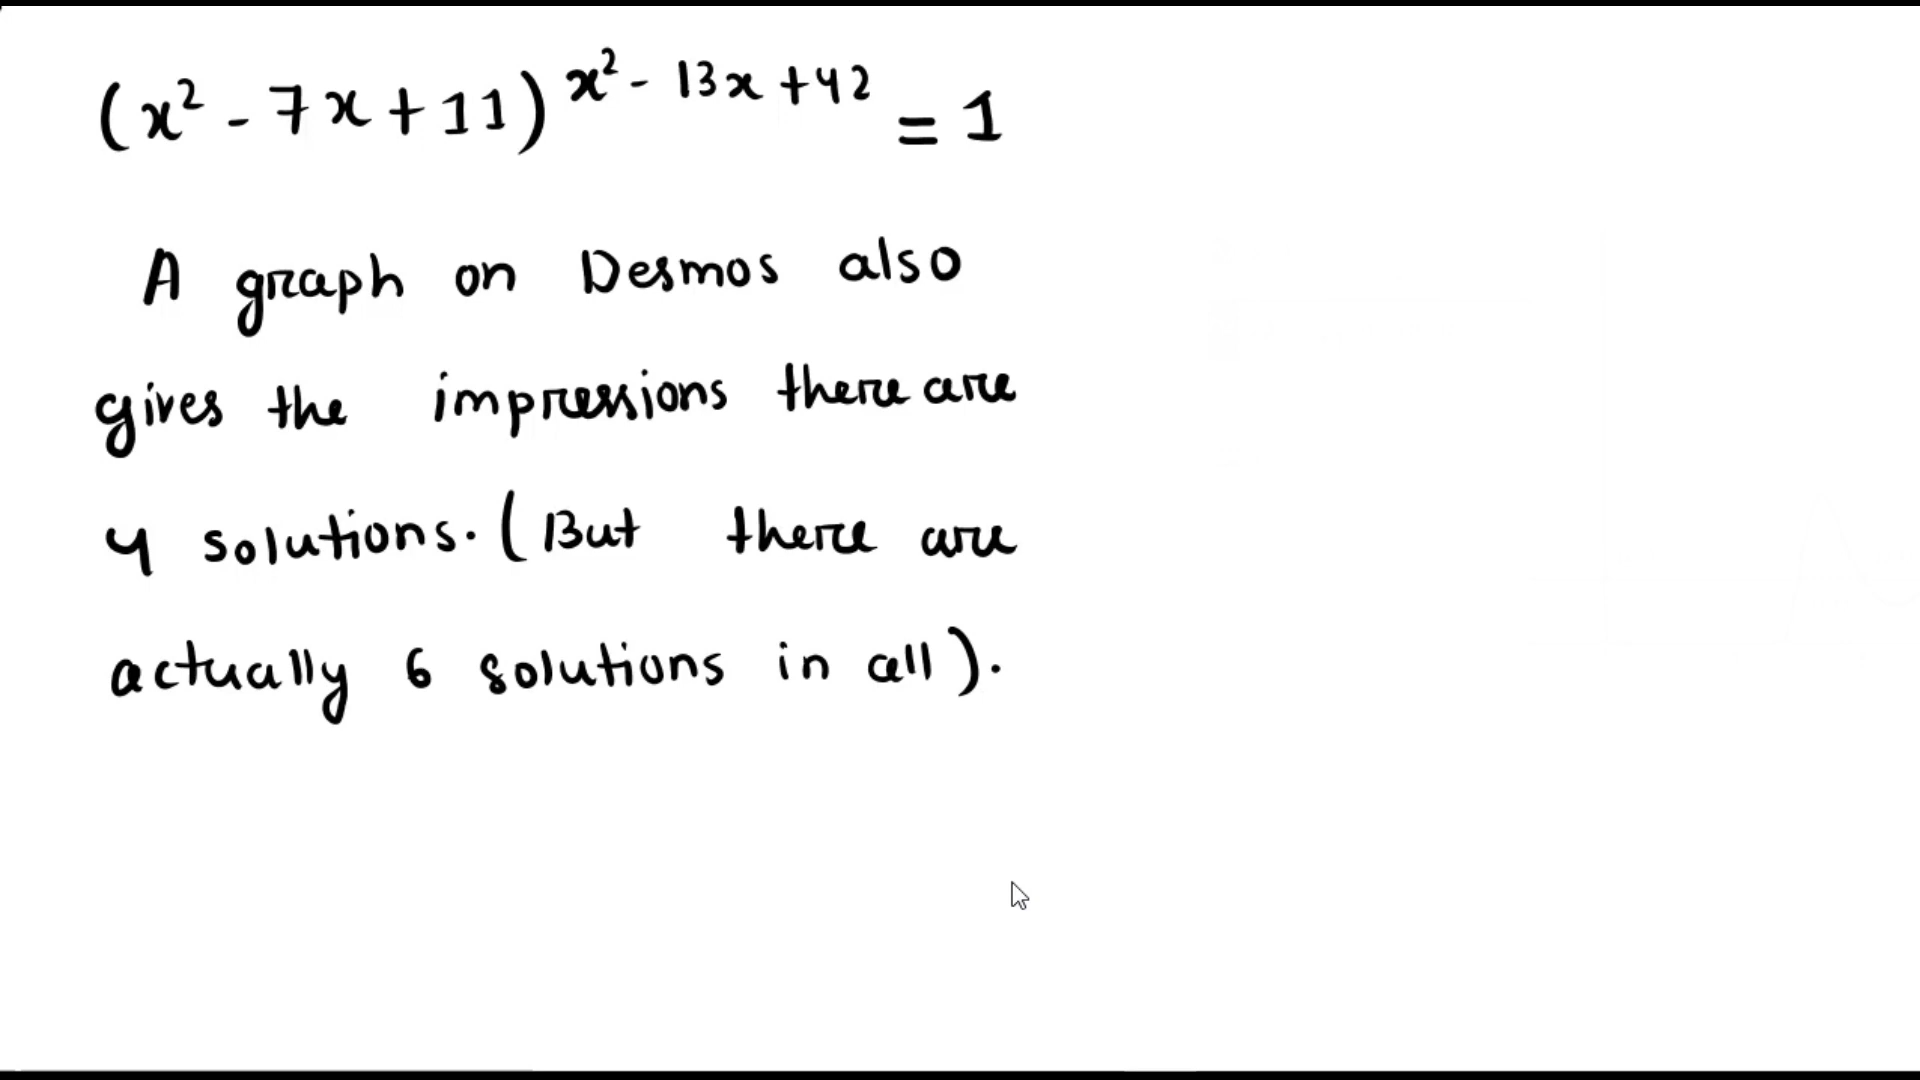 (x² - 7x + 11)^(x² - 13x + 42) = 1
A graph on Desmos also
gives the impressions there are
4 solutions. (But there are
actually 6 solutions in all).